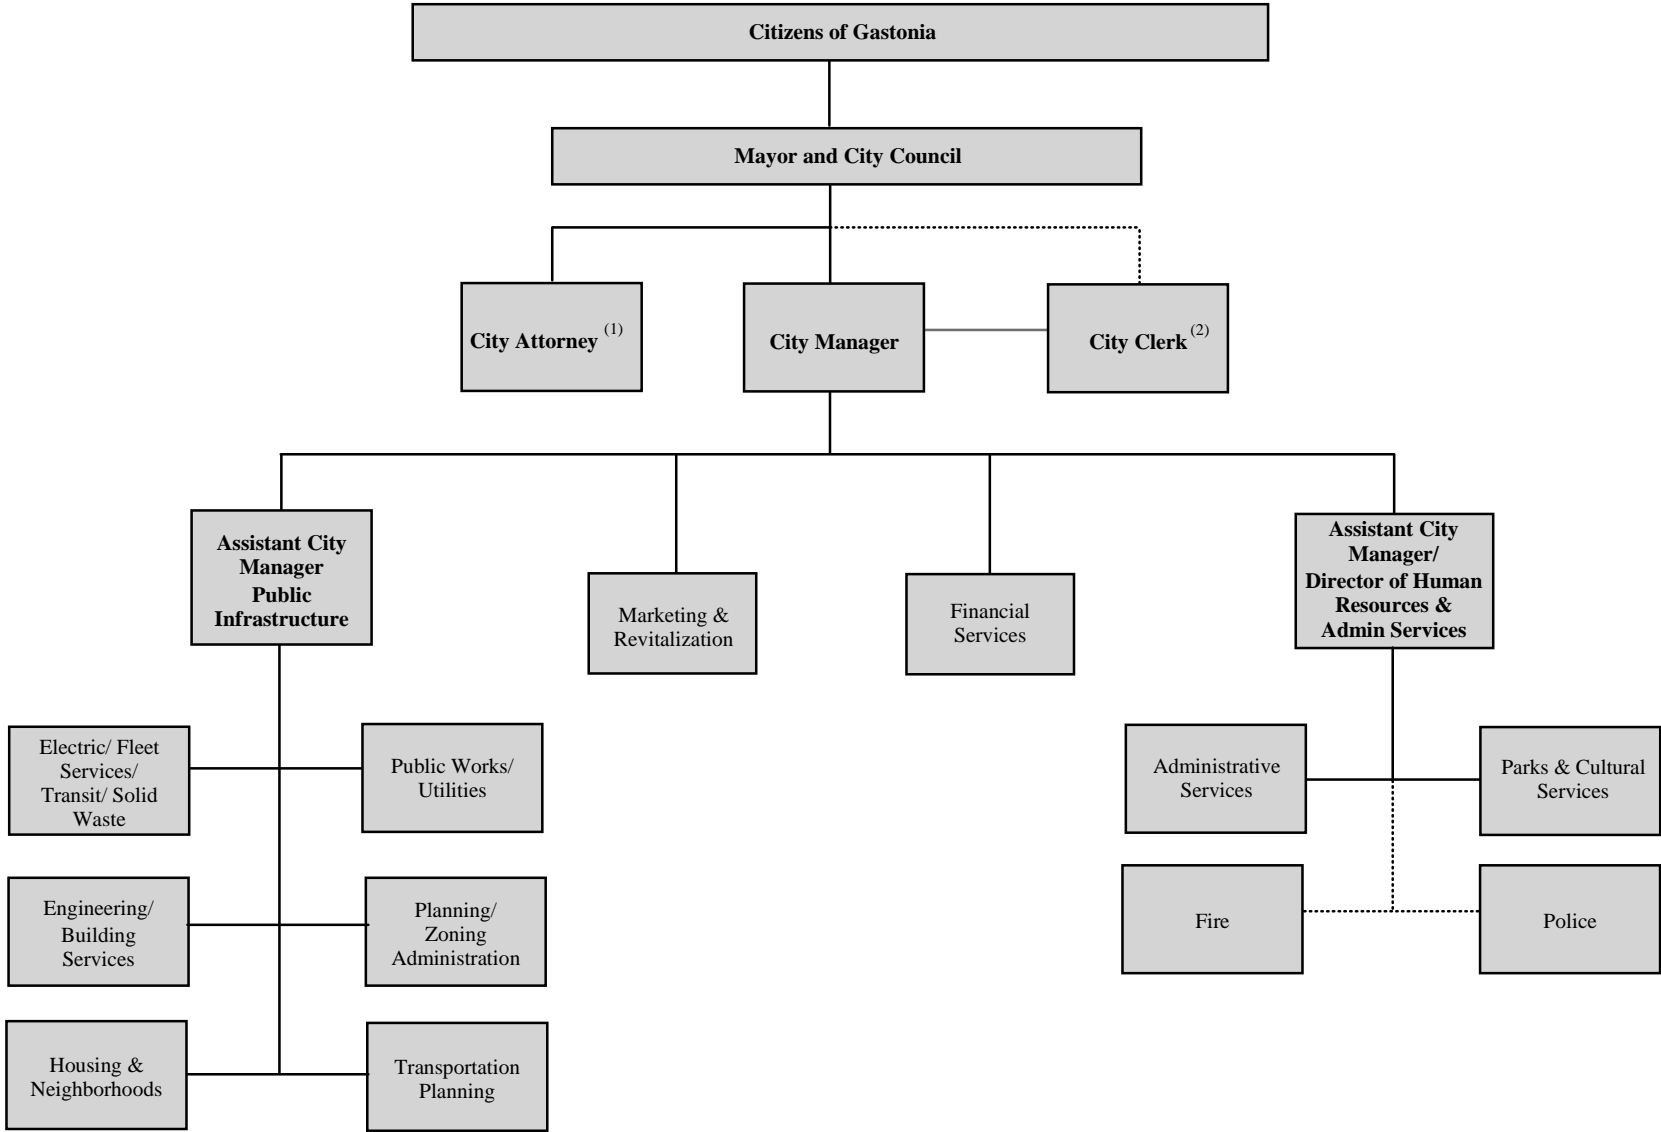 Citizens of Gastonia
Mayor and City Council
City Attorney (1)
City Manager
City Clerk (2)
Assistant City
Manager
Public
Infrastructure
Marketing &
Revitalization
Financial
Services
Assistant City
Manager/
Director of Human
Resources &
Admin Services
Electric/ Fleet
Services/
Transit/ Solid
Waste
Public Works/
Utilities
Administrative
Services
Parks & Cultural
Services
Engineering/
Building
Services
Planning/
Zoning
Administration
Fire
Police
Housing &
Neighborhoods
Transportation
Planning